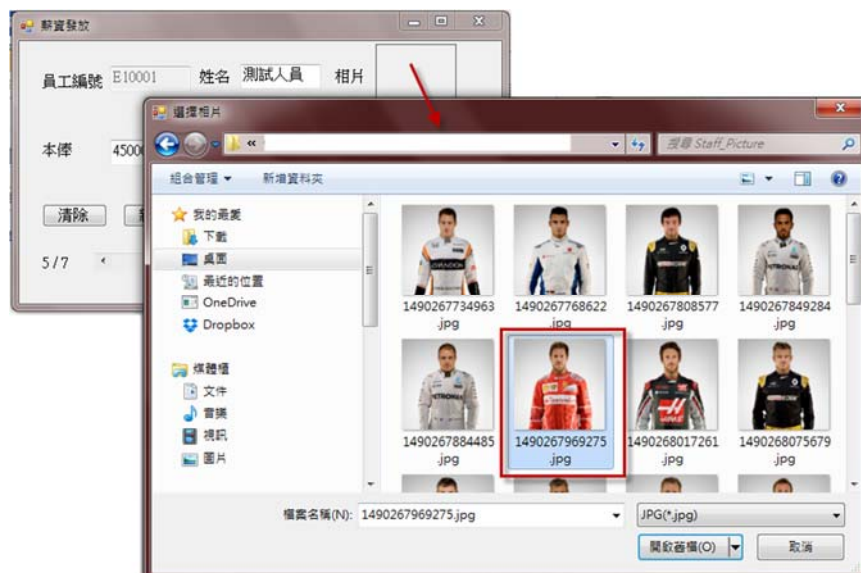 薪資發放
員工編號 E10001 姓名 測試人員 相片
選擇相片
«
搜尋 Staff_Picture
本俸 4500
組合管理 新增資料夾
清除
5 / 7
我的最愛
下載
桌面
最近的位置
OneDrive
Dropbox
媒體櫃
文件
音樂
視訊
圖片
1490267734963
.jpg
1490267768622
.jpg
1490267808577
.jpg
1490267849284
.jpg
PETRONAS
1490267884485
.jpg
1490267969275
.jpg
1490268017261
.jpg
1490268075679
.jpg
檔案名稱(N): 1490267969275.jpg
JPG(*.jpg)
開啟舊檔(O) 取消